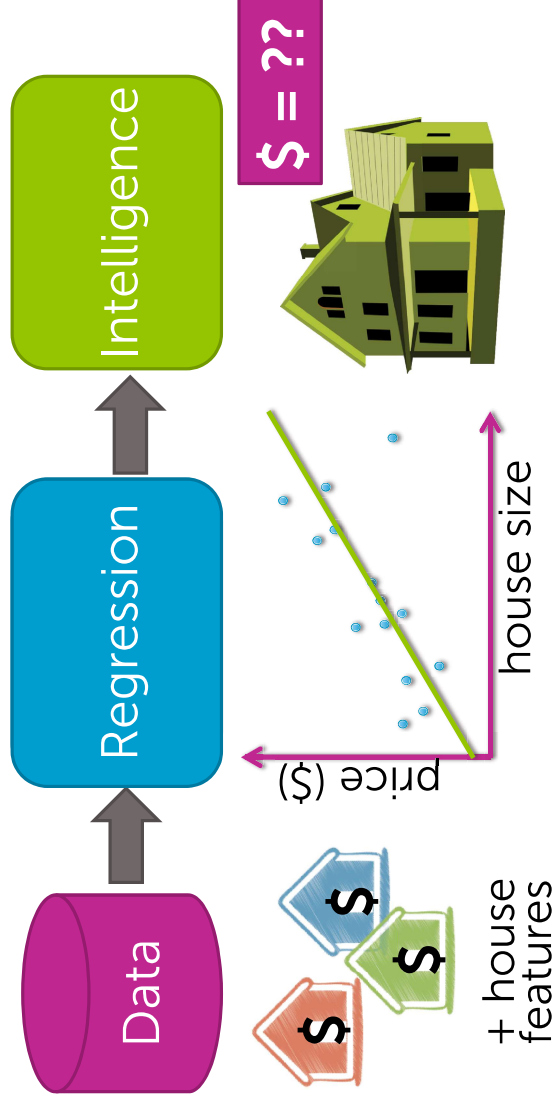 Data
Regression
Intelligence
$
$
$
+ house
features
price ($)
house size
$ = ??